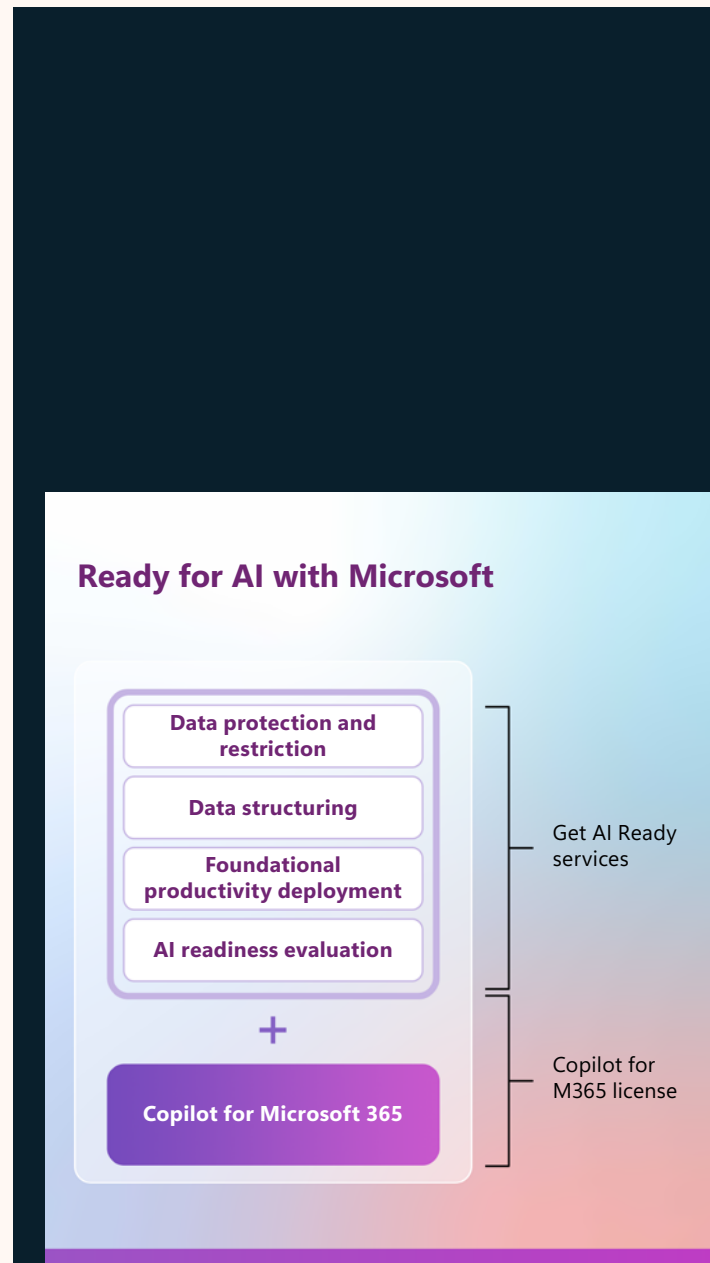 Ready for AI with Microsoft
Data protection and
restriction
Data structuring
Foundational
productivity deployment
AI readiness evaluation
Get AI Ready
services
+
Copilot for Microsoft 365
Copilot for
M365 license